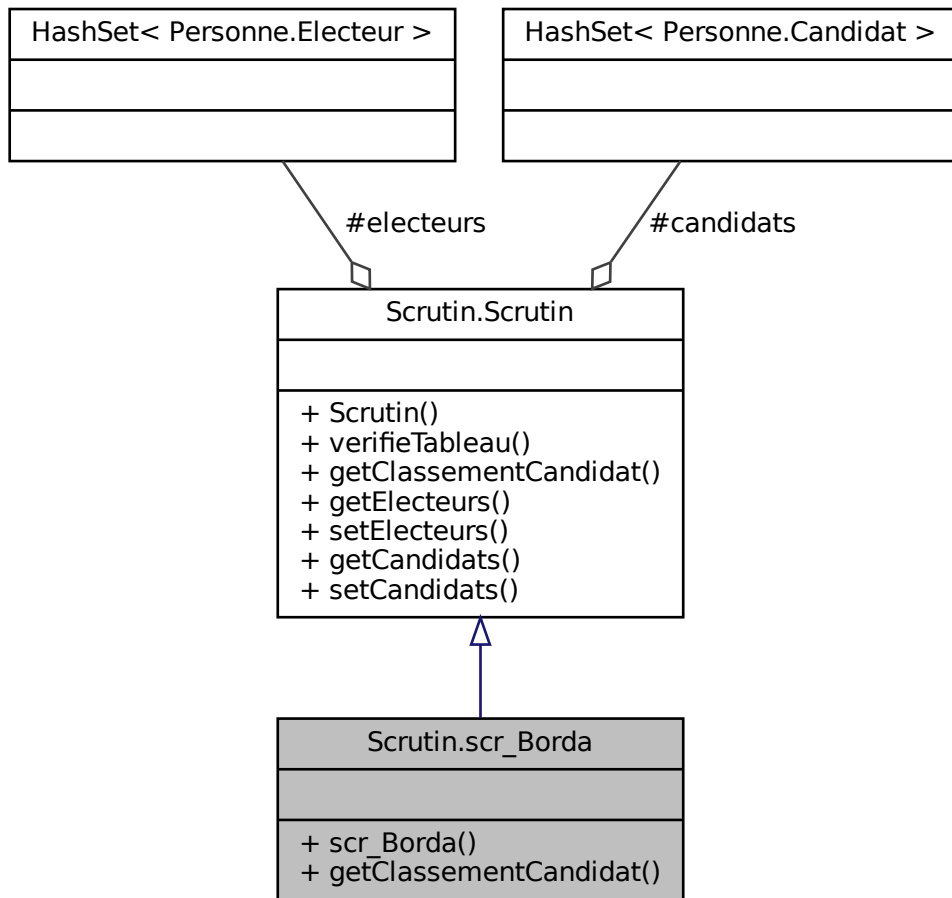 HashSet< Personne.Electeur >
HashSet< Personne.Candidat >
#electeurs
#candidats
Scrutin.Scrutin
+ Scrutin()
+ verifieTableau()
+ getClassementCandidat()
+ getElecteurs()
+ setElecteurs()
+ getCandidats()
+ setCandidats()
Scrutin.scr_Borda
+ scr_Borda()
+ getClassementCandidat()